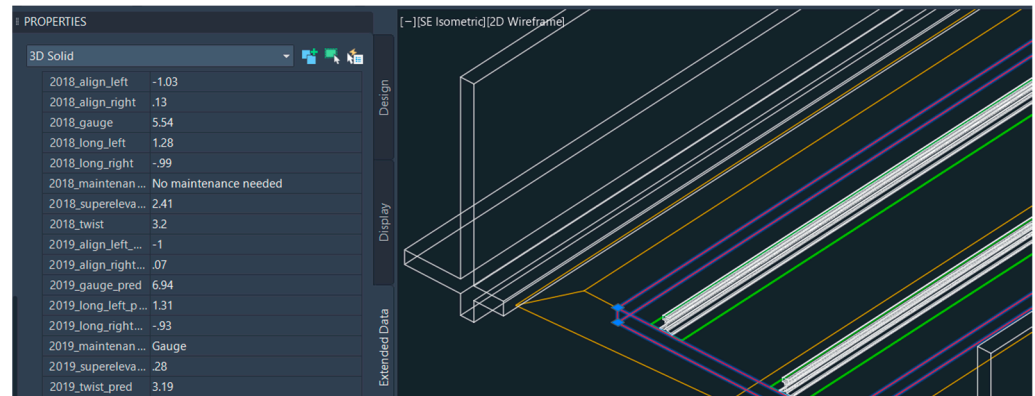 PROPERTIES
[−][SE Isometric][2D Wireframe]
3D Solid
2018_align_left -1.03
2018_align_right .13
2018_gauge 5.54
2018_long_left 1.28
2018_long_right -.99
2018_maintenan ... No maintenance needed
2018_supereleva... 2.41
2018_twist 3.2
2019_align_left_... -1
2019_align_right... .07
2019_gauge_pred 6.94
2019_long_left_p... 1.31
2019_long_right... -.93
2019_maintenan ... Gauge
2019_supereleva... .28
2019_twist_pred 3.19
Design
Display
Extended Data